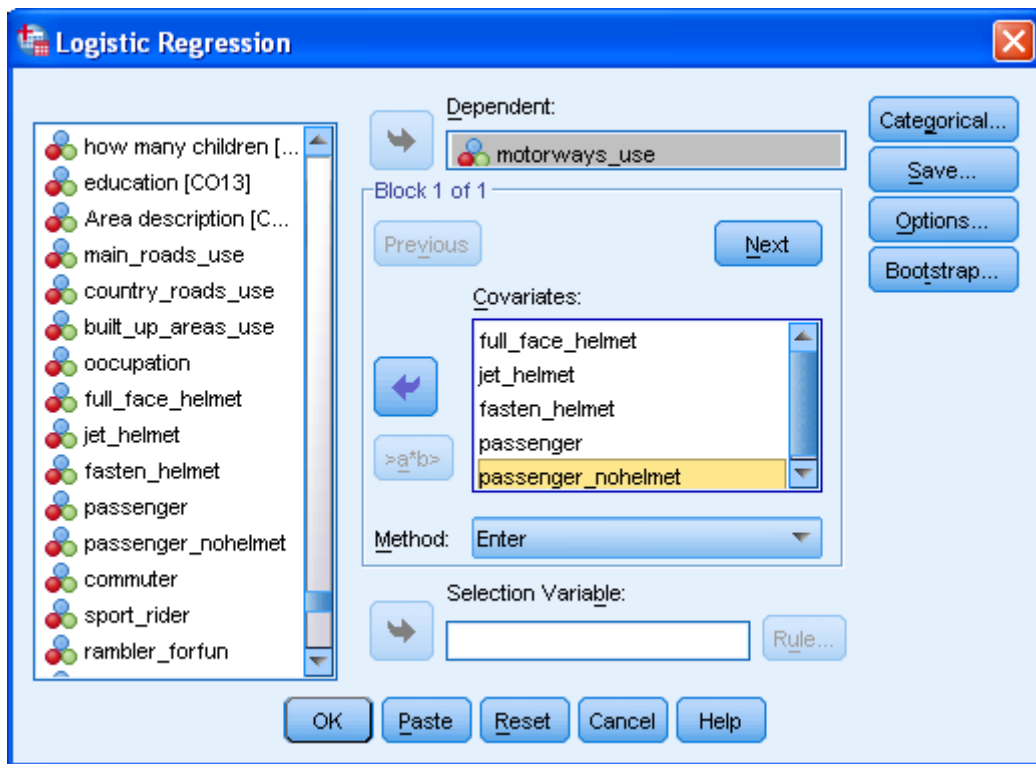 Logistic Regression
how many children [...
education [CO13]
Area description [C...
main_roads_use
country_roads_use
built_up_areas_use
oocupation
full_face_helmet
jet_helmet
fasten_helmet
passenger
passenger_nohelmet
commuter
sport_rider
rambler_forfun
Dependent:
motorways_use
Block 1 of 1
Previous
Next
Covariates:
full_face_helmet
jet_helmet
fasten_helmet
passenger
passenger_nohelmet
>a*b>
Method:
Enter
Selection Variable:
Rule...
Categorical...
Save...
Options...
Bootstrap...
OK
Paste
Reset
Cancel
Help